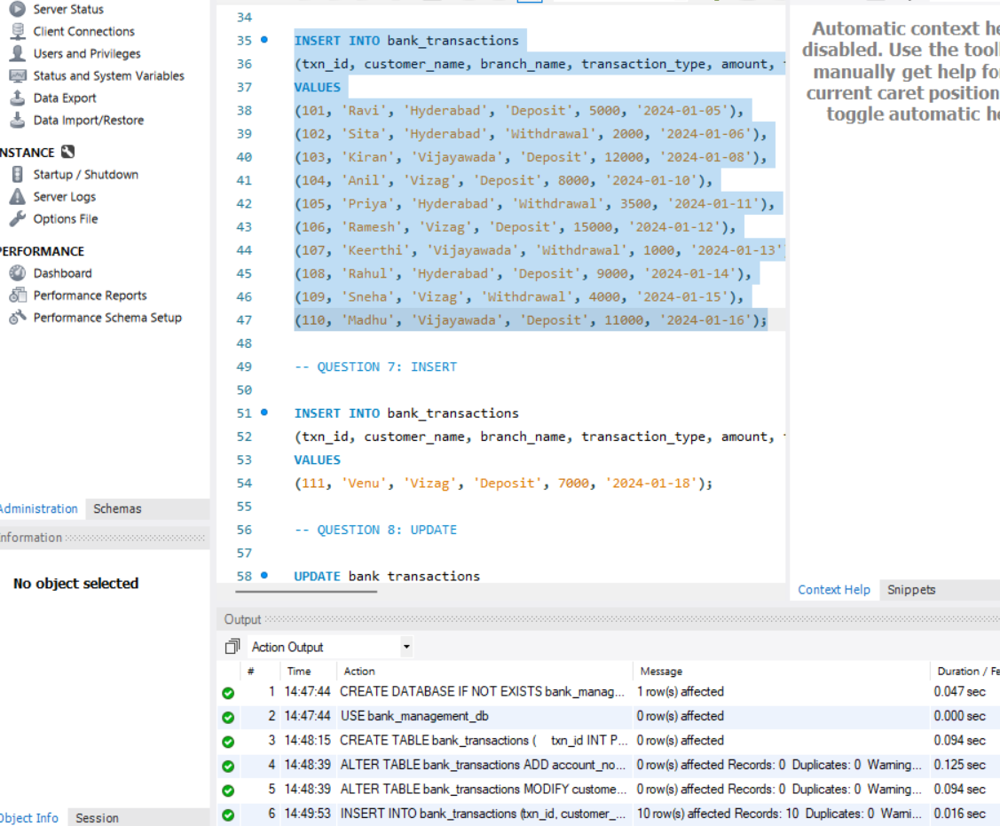 Server Status
Client Connections
Users and Privileges
Status and System Variables
Data Export
Data Import/Restore
NSTANCE
Startup / Shutdown
Server Logs
Options File
PERFORMANCE
Dashboard
Performance Reports
Performance Schema Setup
Administration Schemas
Information
No object selected
Object Info Session
34
35 INSERT INTO bank_transactions
36 (txn_id, customer_name, branch_name, transaction_type, amount,
37 VALUES
38 (101, 'Ravi', 'Hyderabad', 'Deposit', 5000, '2024-01-05'),
39 (102, 'Sita', 'Hyderabad', 'Withdrawal', 2000, '2024-01-06'),
40 (103, 'Kiran', 'Vijayawada', 'Deposit', 12000, '2024-01-08'),
41 (104, 'Anil', 'Vizag', 'Deposit', 8000, '2024-01-10'),
42 (105, 'Priya', 'Hyderabad', 'Withdrawal', 3500, '2024-01-11'),
43 (106, 'Ramesh', 'Vizag', 'Deposit', 15000, '2024-01-12'),
44 (107, 'Keerthi', 'Vijayawada', 'Withdrawal', 1000, '2024-01-13'
45 (108, 'Rahul', 'Hyderabad', 'Deposit', 9000, '2024-01-14'),
46 (109, 'Sneha', 'Vizag', 'Withdrawal', 4000, '2024-01-15'),
47 (110, 'Madhu', 'Vijayawada', 'Deposit', 11000, '2024-01-16');
48
49 -- QUESTION 7: INSERT
50
51 INSERT INTO bank_transactions
52 (txn_id, customer_name, branch_name, transaction_type, amount,
53 VALUES
54 (111, 'Venu', 'Vizag', 'Deposit', 7000, '2024-01-18');
55
56 -- QUESTION 8: UPDATE
57
58 UPDATE bank_transactions
Automatic context he
disabled. Use the tool
manually get help fo
current caret position
toggle automatic he
Context Help Snippets
Output
Action Output
# Time Action Message Duration / Fe
1 14:47:44 CREATE DATABASE IF NOT EXISTS bank_manag... 1 row(s) affected 0.047 sec
2 14:47:44 USE bank_management_db 0 row(s) affected 0.000 sec
3 14:48:15 CREATE TABLE bank_transactions ( txn_id INT P... 0 row(s) affected 0.094 sec
4 14:48:39 ALTER TABLE bank_transactions ADD account_no... 0 row(s) affected Records: 0 Duplicates: 0 Warning... 0.125 sec
5 14:48:39 ALTER TABLE bank_transactions MODIFY custome... 0 row(s) affected Records: 0 Duplicates: 0 Warning... 0.094 sec
6 14:49:53 INSERT INTO bank_transactions (txn_id, customer_... 10 row(s) affected Records: 10 Duplicates: 0 Warni... 0.016 sec